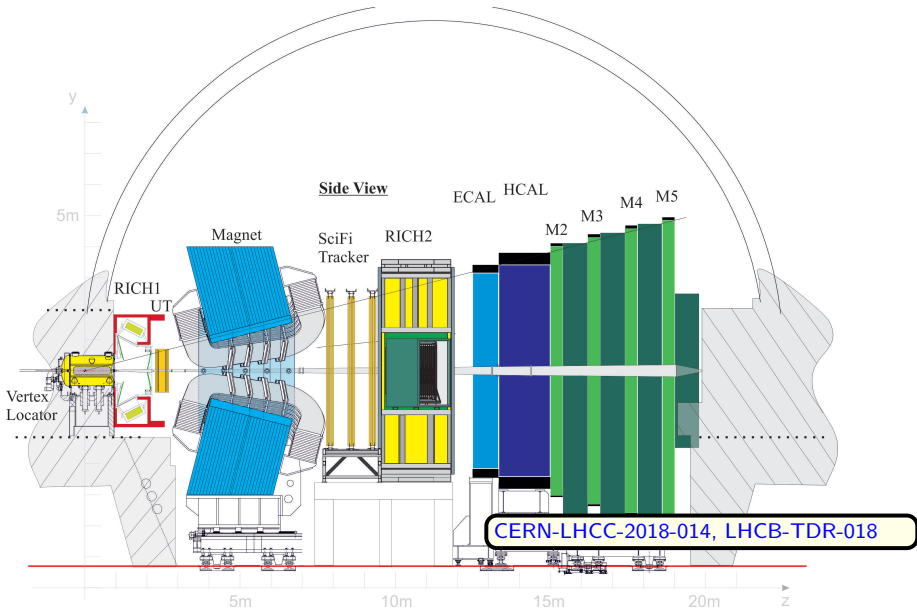 y
Side View
ECAL
HCAL
M5
M4
M3
M2
5m
Magnet
SciFi
Tracker
RICH2
RICH1
UT
Vertex
Locator
CERN-LHCC-2018-014, LHCB-TDR-018
5m
10m
15m
20m
z